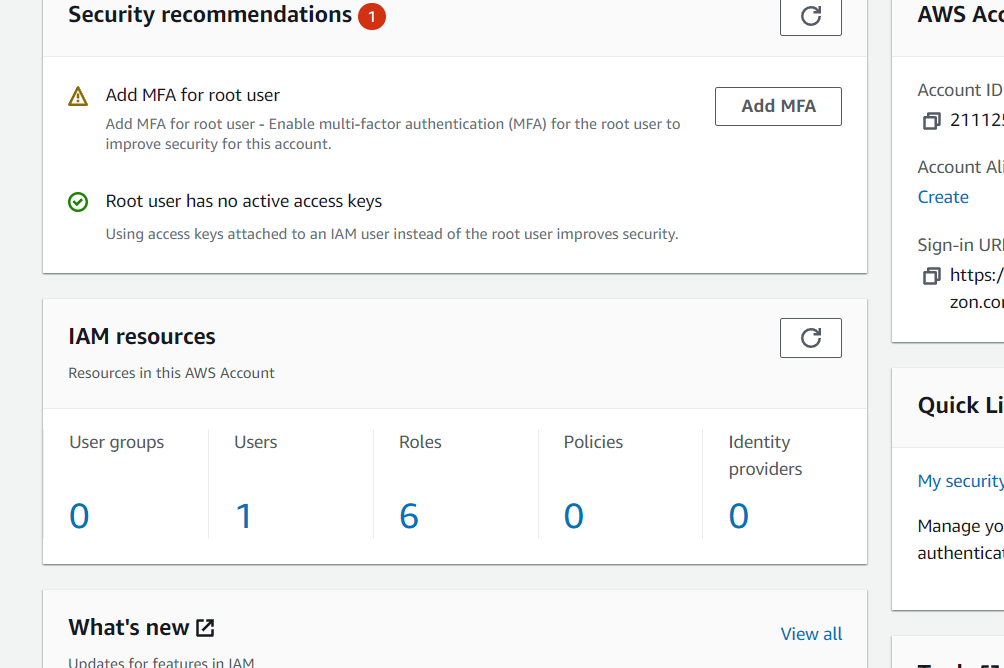 Security recommendations 1
Add MFA for root user
Add MFA for root user - Enable multi-factor authentication (MFA) for the root user to
improve security for this account.
Add MFA
Root user has no active access keys
Using access keys attached to an IAM user instead of the root user improves security.
IAM resources
Resources in this AWS Account
User groups
0
Users
1
Roles
6
Policies
0
Identity
providers
0
What's new
View all
Updates for features in IAM
AWS Acc
Account ID
211125
Account Ali
Create
Sign-in URL
https:/
zon.com
Quick Li
My security
Manage yo
authenticat